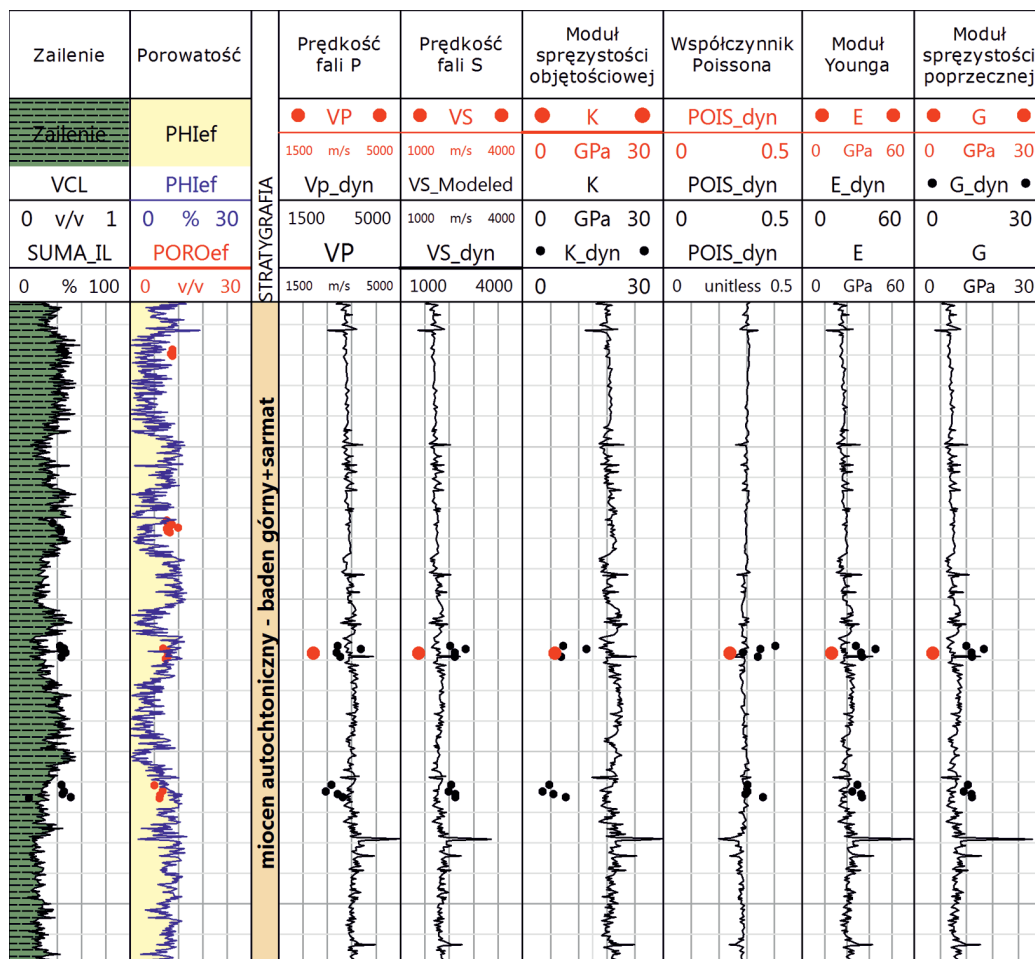 Zailenie
Porowatość
Prędkość
fali P
Prędkość
fali S
Moduł
sprężystości
objętościowej
Współczynnik
Poissona
Moduł
Younga
Moduł
sprężystości
poprzecznej
Zailenie
PHIef
VP
VS
K
POIS_dyn
E
G
1500 m/s 5000
1000 m/s 4000
0 GPa 30
0 0.5
0 GPa 60
0 GPa 30
VCL
PHIef
Vp_dyn
VS_Modeled
K
POIS_dyn
E_dyn
G_dyn
0 v/v 1
0 % 30
1500 5000
1000 m/s 4000
0 GPa 30
0 0.5
0 60
0 30
SUMA_IL
POROef
VP
VS_dyn
K_dyn
POIS_dyn
E
G
0 % 100
0 v/v 30
1500 m/s 5000
1000 4000
0 30
0 unitless 0.5
0 GPa 60
0 GPa 30
STRATYGRAFIA
miocen autochtoniczny - baden górny+sarmat